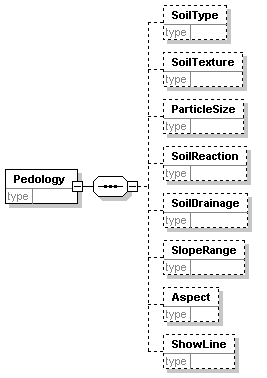 SoilType
type
SoilTexture
type
ParticleSize
type
SoilReaction
type
Pedology
type
SoilDrainage
type
SlopeRange
type
Aspect
type
ShowLine
type